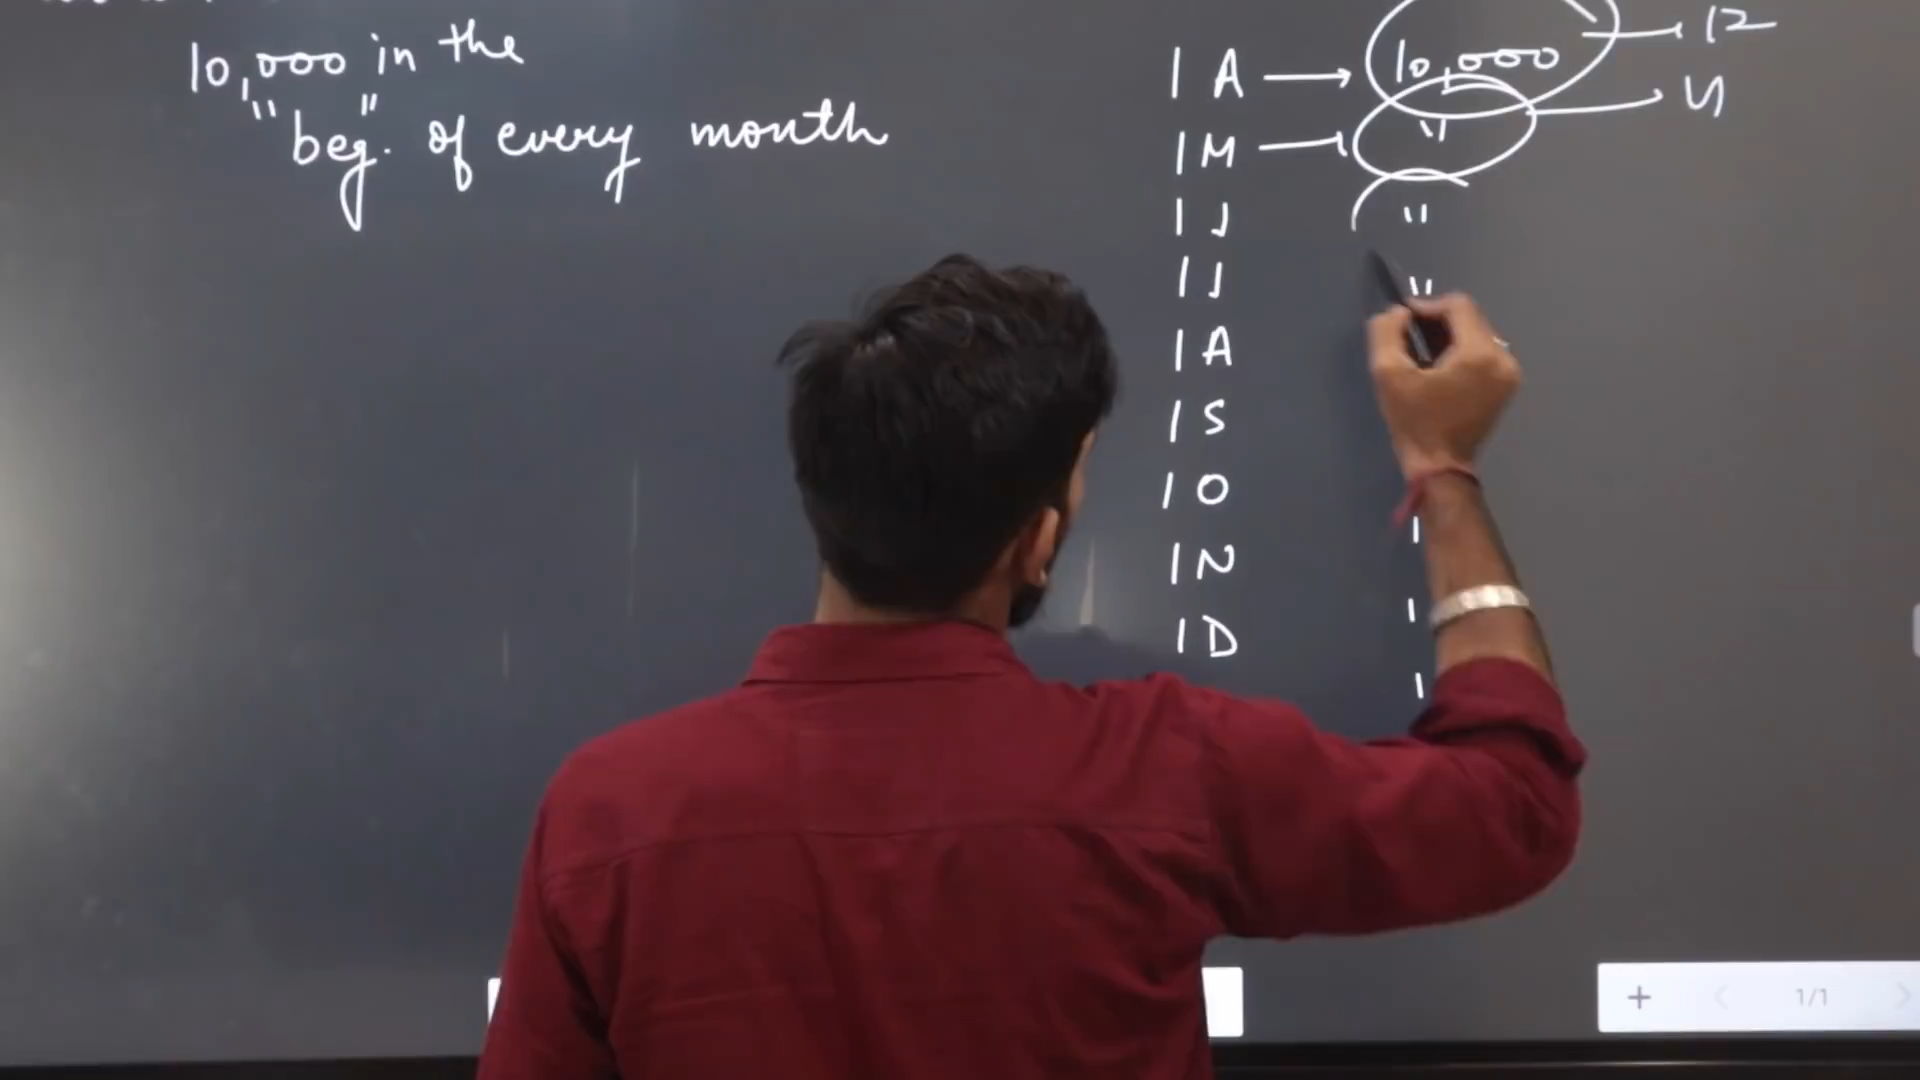 10,000 in the
"beg." of every month
1 A → 10,000 → 12
1 M → " → 11
1 J "
1 J "
1 A
1 S
1 O
1 N
1 D
+ < 1/1 >